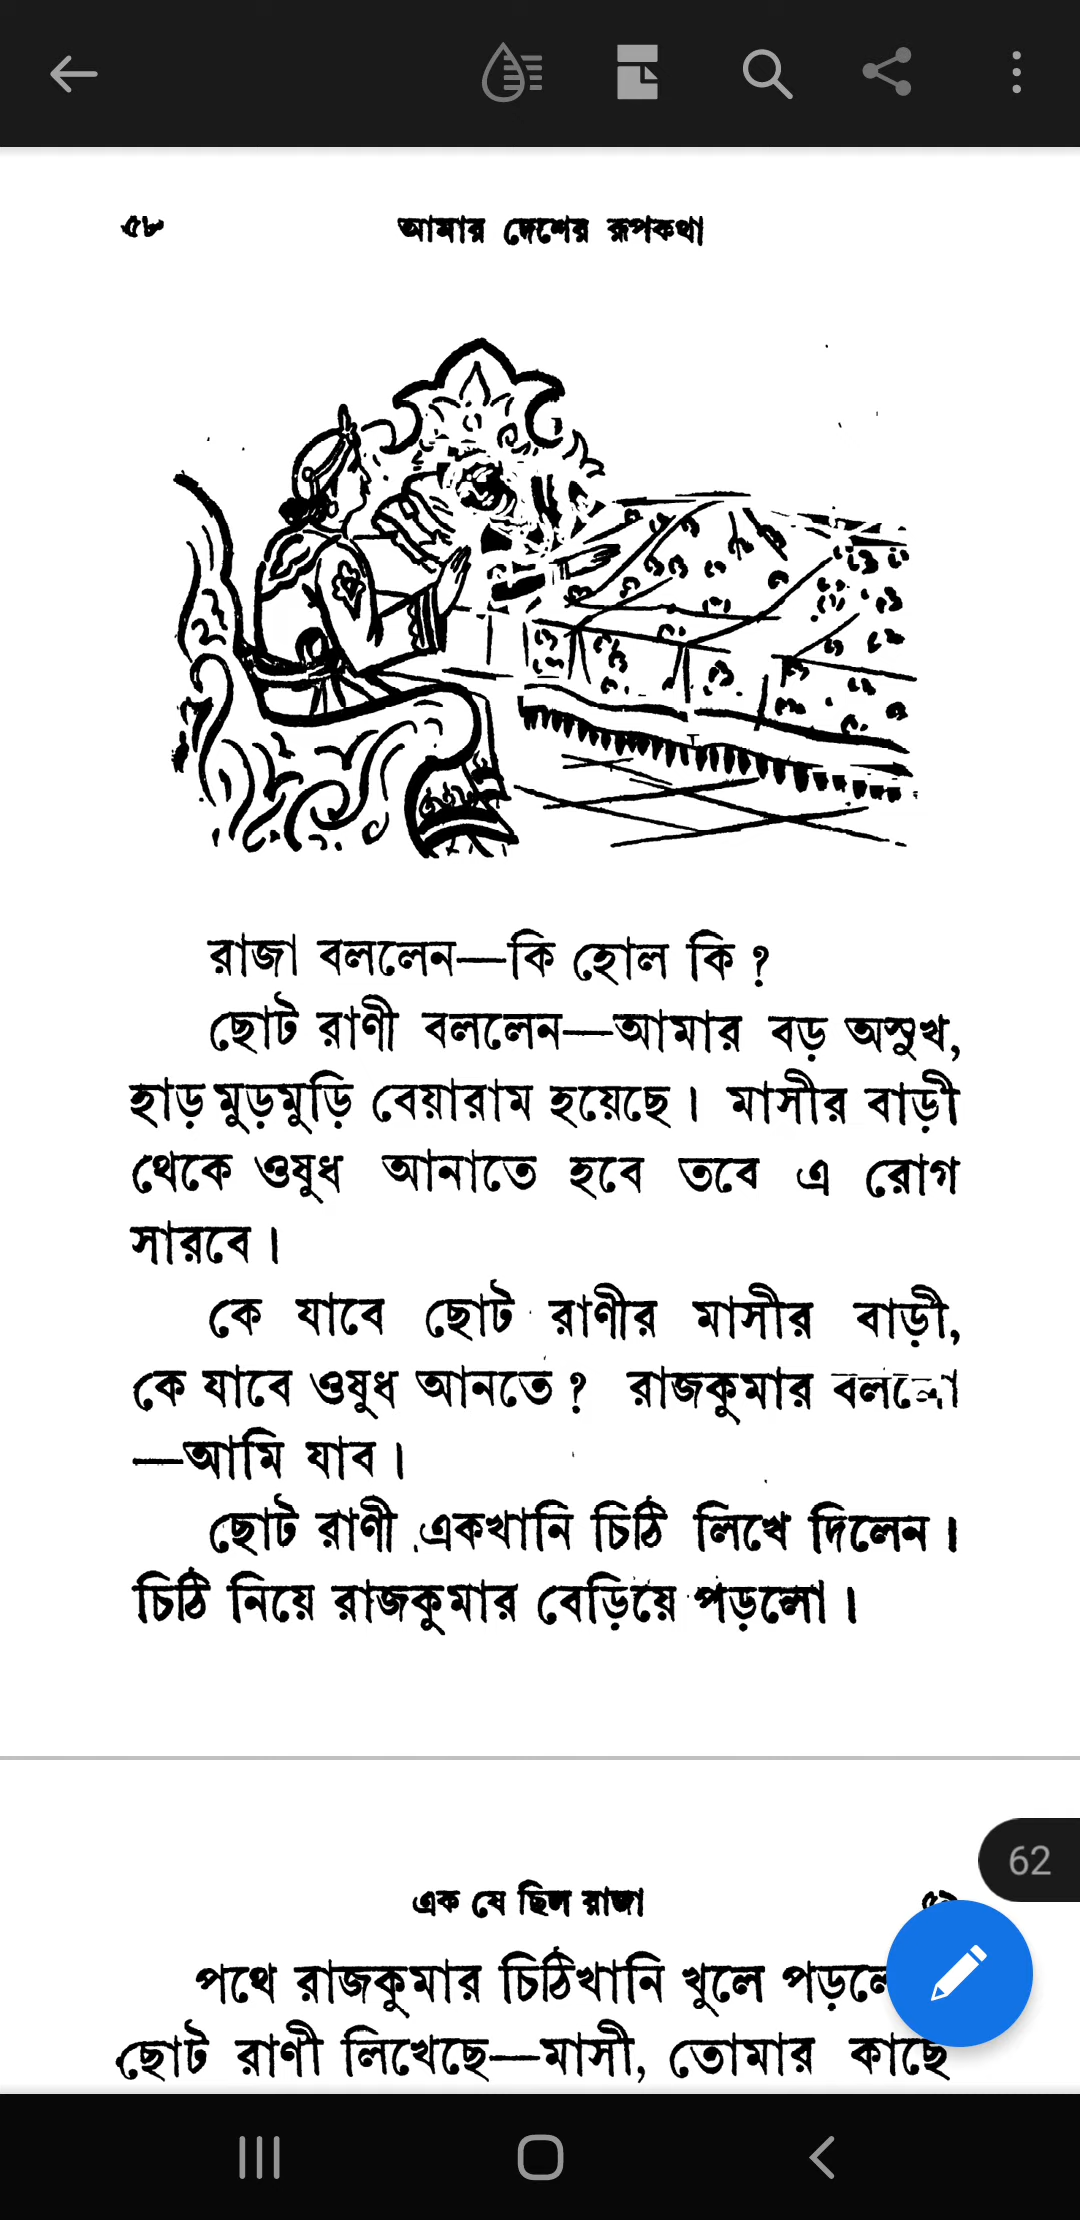 ৫৮ আমার দেশের রূপকথা
রাজা বললেন—কি হোল কি ?
ছোট রাণী বললেন—আমার বড় অসুখ,
হাড় মুড়মুড়ি বেয়ারাম হয়েছে। মাসীর বাড়ী
থেকে ওষুধ আনাতে হবে তবে এ রোগ
সারবে।
কে যাবে ছোট রাণীর মাসীর বাড়ী,
কে যাবে ওষুধ আনতে ? রাজকুমার বললো
—আমি যাব।
ছোট রাণী একখানি চিঠি লিখে দিলেন।
চিঠি নিয়ে রাজকুমার বেড়িয়ে পড়লো।
62
এক যে ছিল রাজা
পথে রাজকুমার চিঠিখানি খুলে
ছোট রাণী লিখেছে—মাসী, তোমার কাছে